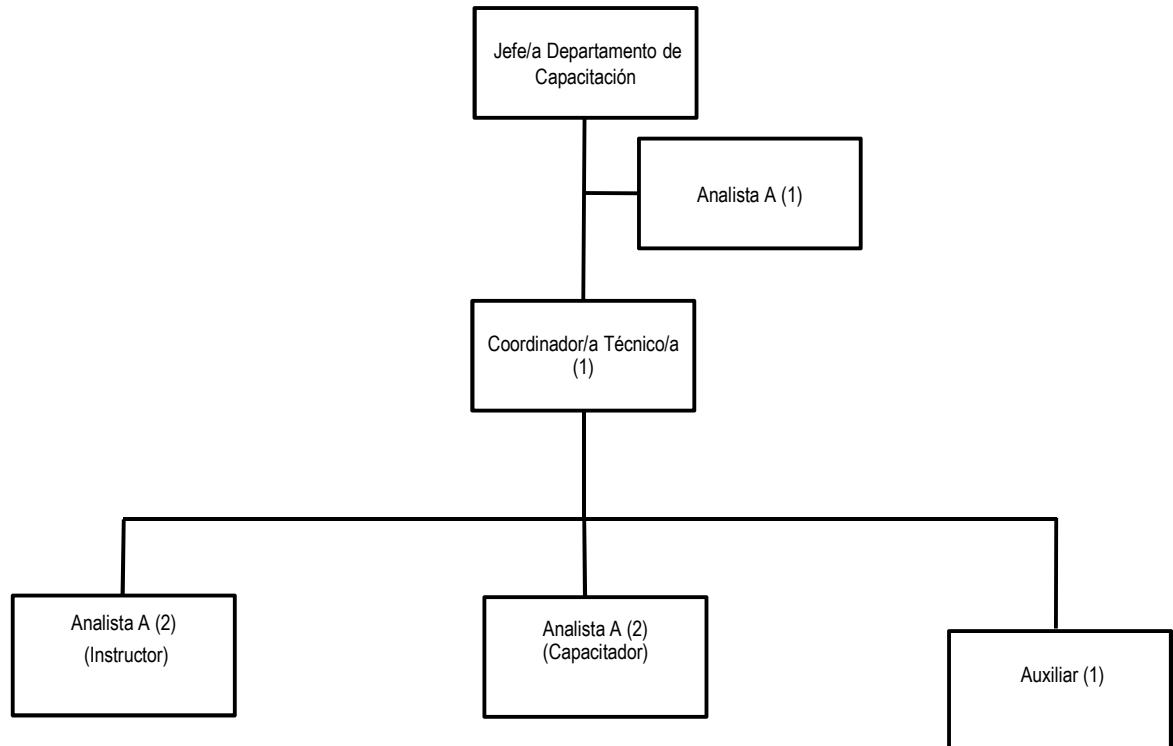 Jefe/a Departamento de
Capacitación
Analista A (1)
Coordinador/a Técnico/a
(1)
Analista A (2)
(Instructor)
Analista A (2)
(Capacitador)
Auxiliar (1)